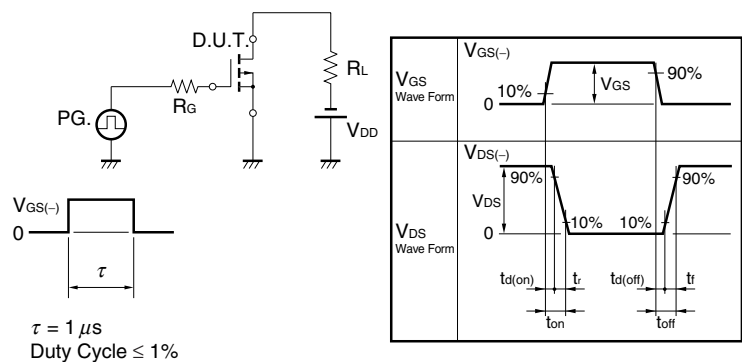 D.U.T.
RL
RG
PG.
VDD
VGS(−)
0
τ
τ = 1 μs
Duty Cycle ≤ 1%
VGS
Wave Form
VGS(−)
10%
0
VGS
90%
VDS
Wave Form
VDS(−)
90%
VDS
0
10%
10%
90%
td(on)
tr
td(off)
tf
ton
toff